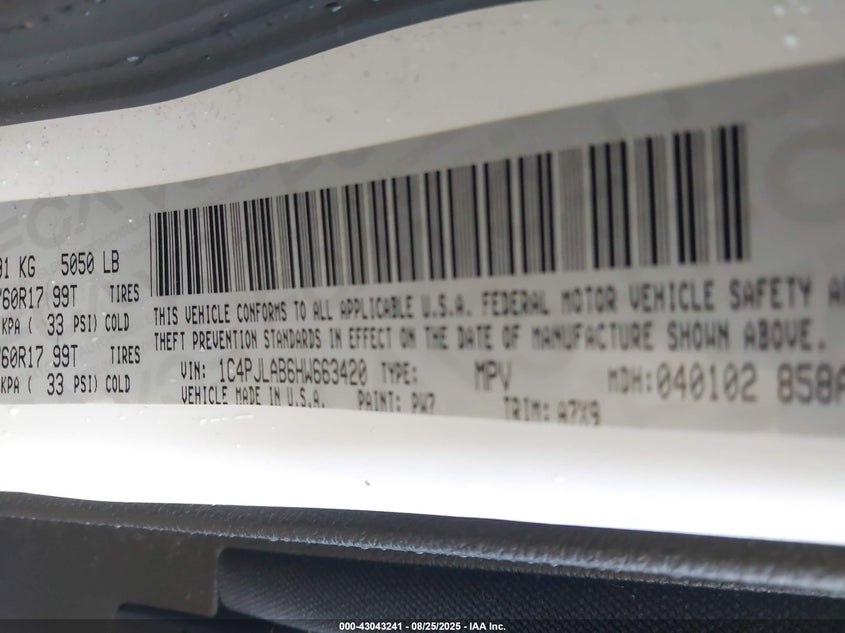 91 KG 5050 LB
/60R17 99T TIRES
KPA ( 33 PSI) COLD
/60R17 99T TIRES
KPA ( 33 PSI) COLD
THIS VEHICLE CONFORMS TO ALL APPLICABLE U.S.A. FEDERAL MOTOR VEHICLE SAFETY A
THEFT PREVENTION STANDARDS IN EFFECT ON THE DATE OF MANUFACTURE SHOWN ABOVE.
VIN: 1C4PJLAB6HW663420 TYPE: MPV MDH:040102 858A
VEHICLE MADE IN U.S.A. PAINT: PW7 TRIM: A7X9
000-43043241 - 08/25/2025 - IAA Inc.